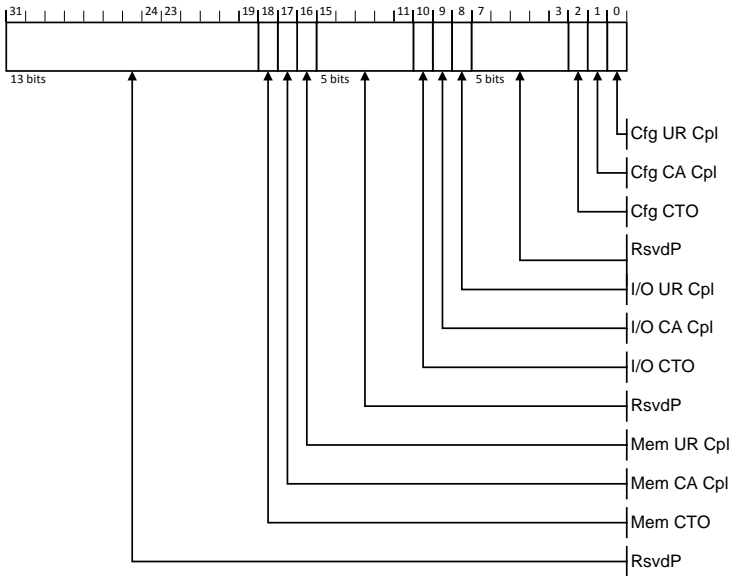 31 24 23 19 18 17 16 15 11 10 9 8 7 3 2 1 0
13 bits 5 bits 5 bits
Cfg UR Cpl
Cfg CA Cpl
Cfg CTO
RsvdP
I/O UR Cpl
I/O CA Cpl
I/O CTO
RsvdP
Mem UR Cpl
Mem CA Cpl
Mem CTO
RsvdP